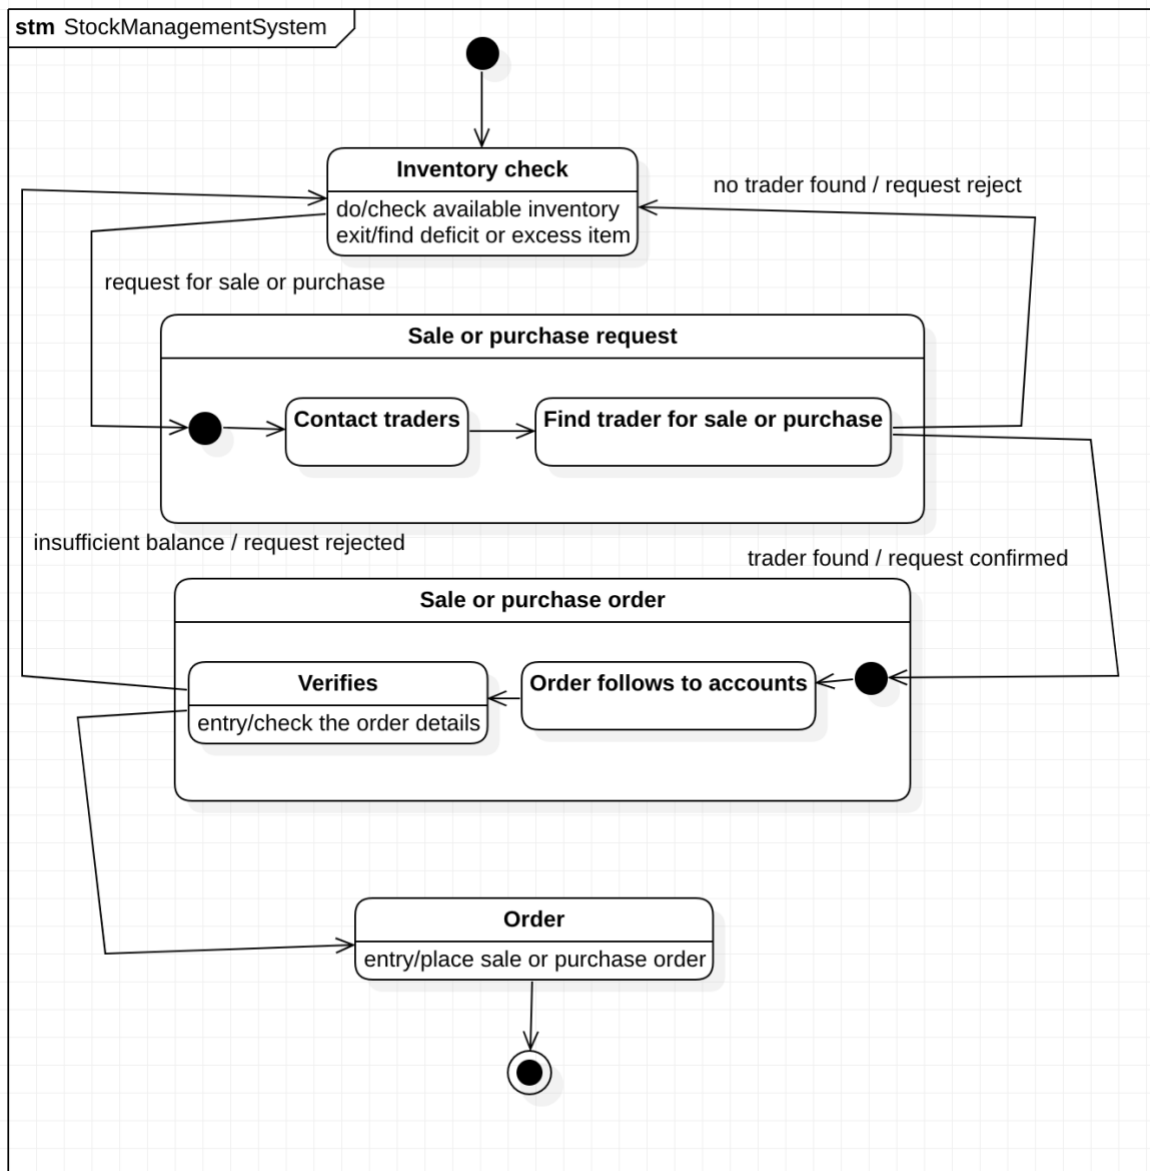 stm StockManagementSystem
Inventory check
do/check available inventory
exit/find deficit or excess item
no trader found / request reject
request for sale or purchase
Sale or purchase request
Contact traders
Find trader for sale or purchase
insufficient balance / request rejected
trader found / request confirmed
Sale or purchase order
Verifies
entry/check the order details
Order follows to accounts
Order
entry/place sale or purchase order